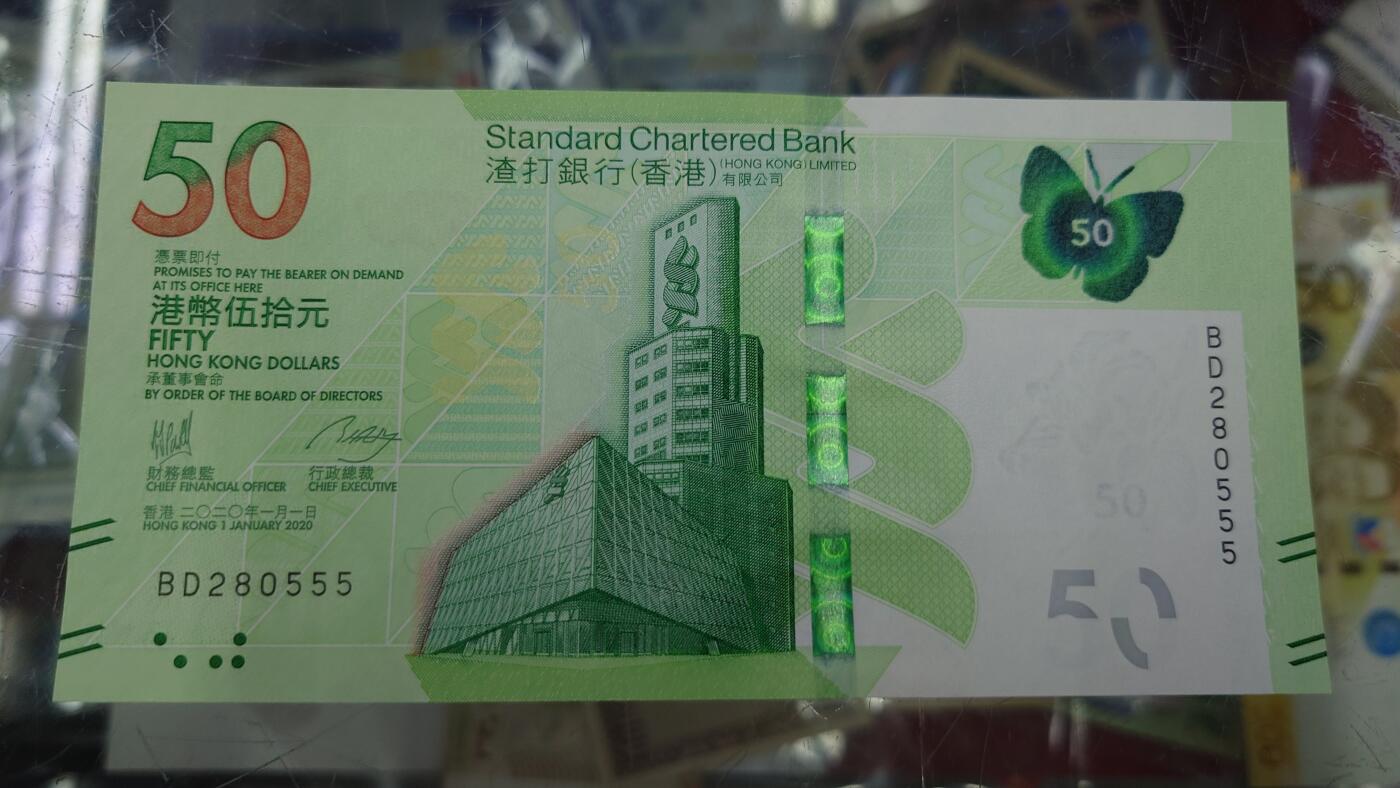 50
Standard Chartered Bank
渣打銀行(香港) (HONG KONG) LIMITED
有限公司
50
憑票即付
PROMISES TO PAY THE BEARER ON DEMAND
AT ITS OFFICE HERE
港幣伍拾元
FIFTY
HONG KONG DOLLARS
承董事會命
BY ORDER OF THE BOARD OF DIRECTORS
財務總監 行政總裁
CHIEF FINANCIAL OFFICER CHIEF EXECUTIVE
香港 二〇二〇年一月一日
HONG KONG 1 JANUARY 2020
BD280555
BD280555
50
50